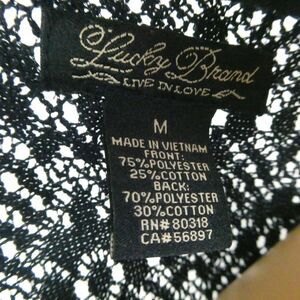 Lucky Brand
LIVE IN LOVE
M
MADE IN VIETNAM
FRONT:
75%POLYESTER
25%COTTON
BACK:
70%POLYESTER
30%COTTON
RN#80318
CA#56897